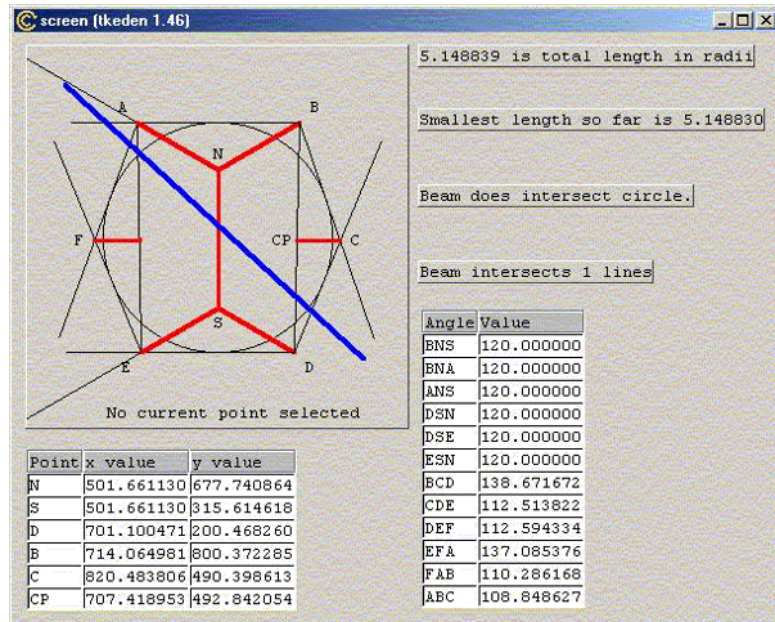 screen (tkeden 1.46)
5.148839 is total length in radii
Smallest length so far is 5.148830
Beam does intersect circle.
Beam intersects 1 lines
A
B
N
F
CP
C
S
E
D
No current point selected
Point x value y value
N 501.661130 677.740864
S 501.661130 315.614618
D 701.100471 200.468260
B 714.064981 800.372285
C 820.483806 490.398613
CP 707.418953 492.842054
Angle Value
BNS 120.000000
BNA 120.000000
ANS 120.000000
DSN 120.000000
DSE 120.000000
ESN 120.000000
BCD 138.671672
CDE 112.513822
DEF 112.594334
EFA 137.085376
FAB 110.286168
ABC 108.848627